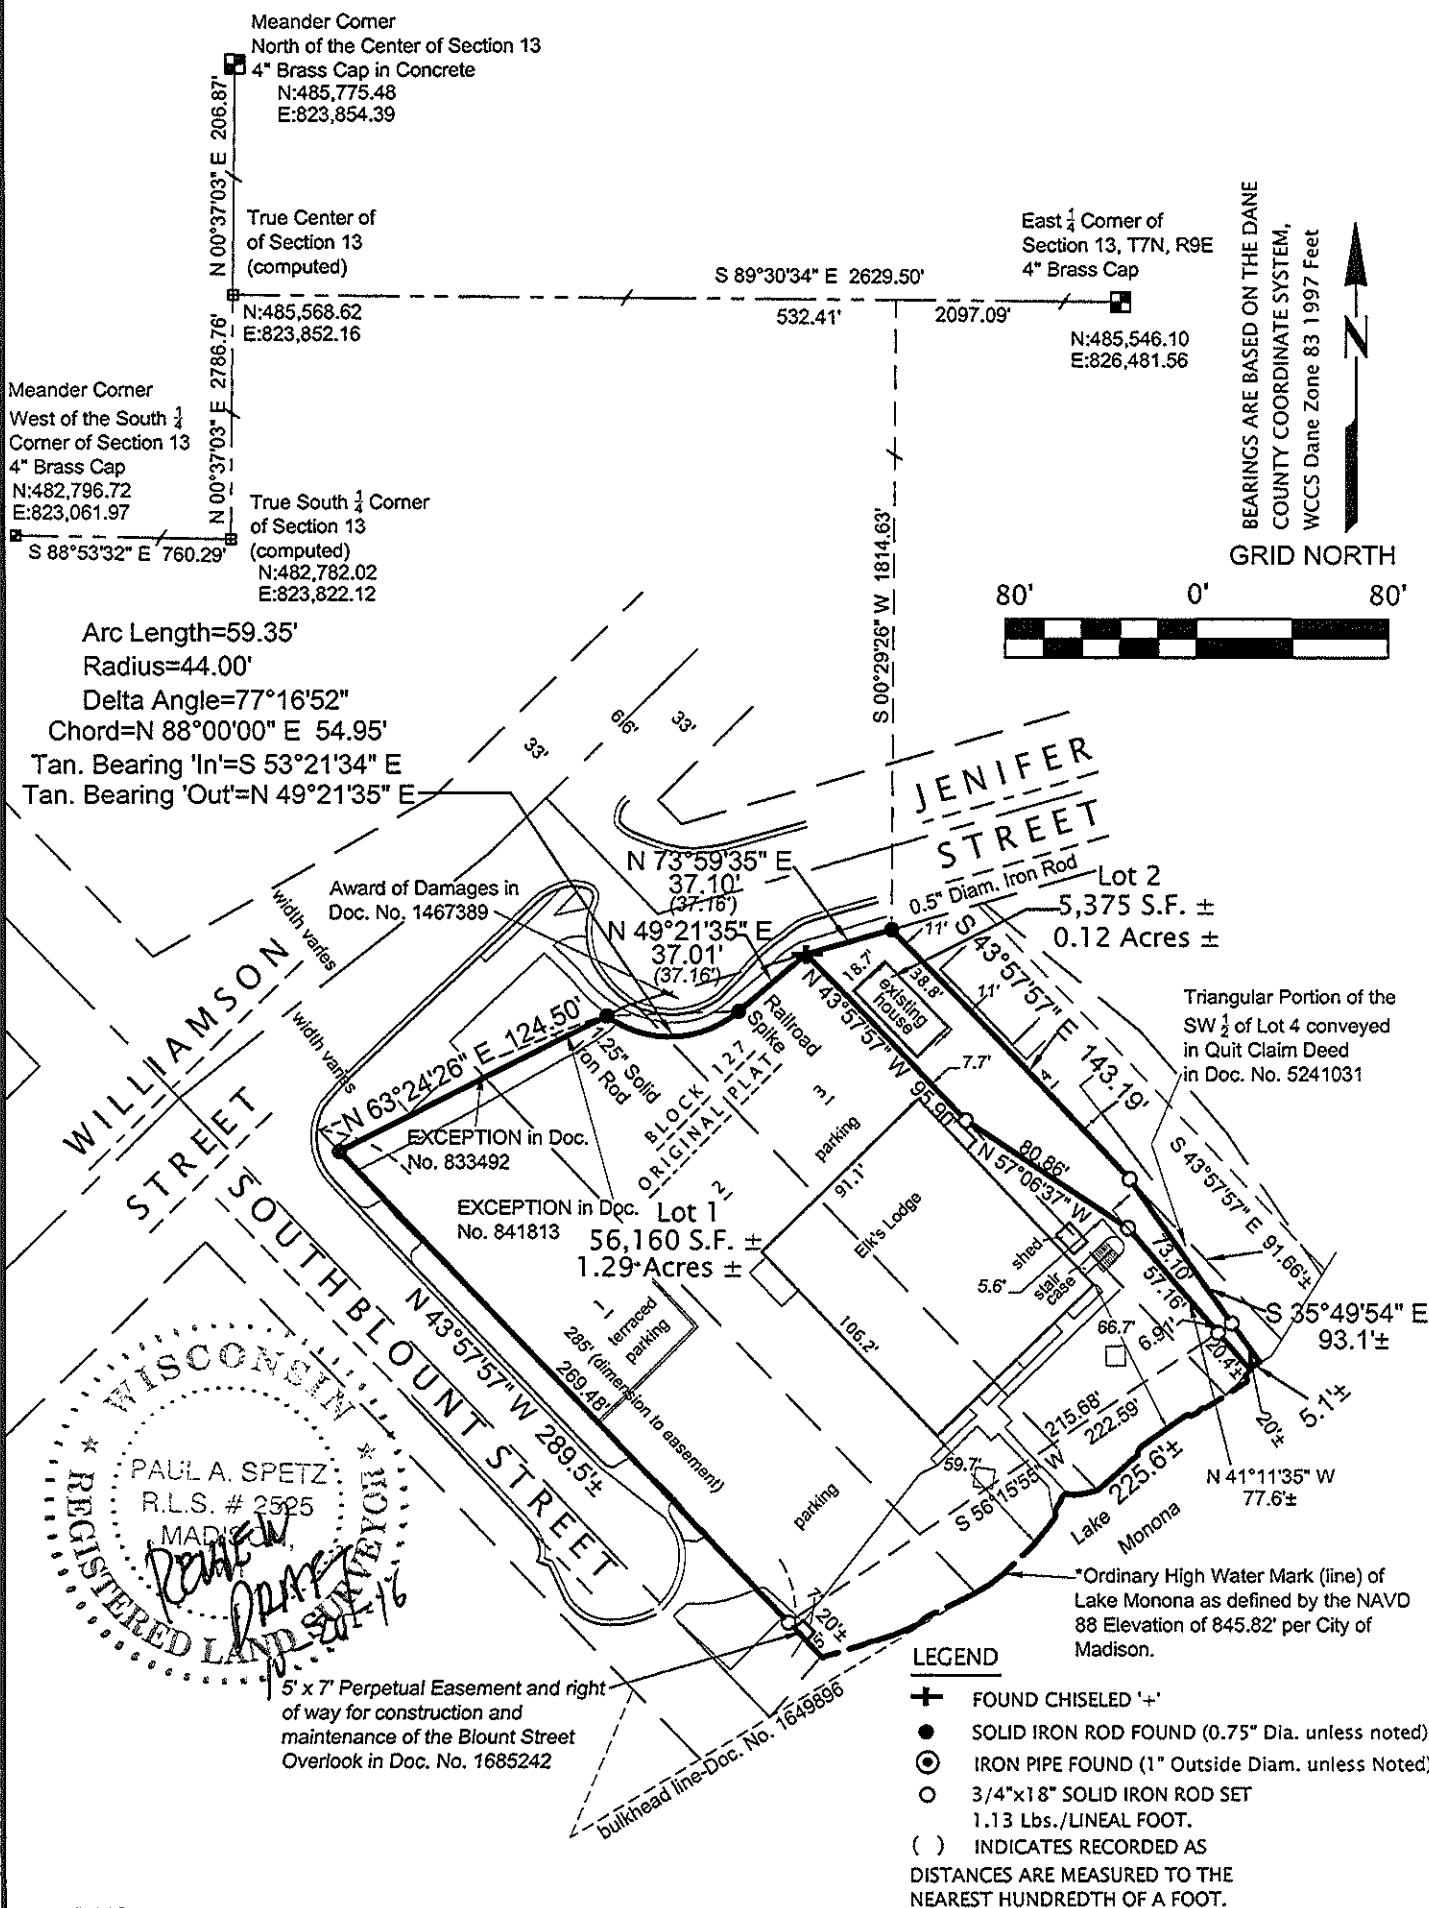 Meander Corner
North of the Center of Section 13
4" Brass Cap in Concrete
N:485,775.48
E:823,854.39
N 00°37'03" E 206.87'
True Center of
of Section 13
(computed)
N:485,568.62
E:823,852.16
S 89°30'34" E 2629.50'
532.41'
2097.09'
East 1/4 Corner of
Section 13, T7N, R9E
4" Brass Cap
N:485,546.10
E:826,481.56
BEARINGS ARE BASED ON THE DANE
COUNTY COORDINATE SYSTEM,
WCCS Dane Zone 83 1997 Feet
N
GRID NORTH
80' 0' 80'
Meander Corner
West of the South 1/4
Corner of Section 13
4" Brass Cap
N:482,796.72
E:823,061.97
N 00°37'03" E 2786.76'
S 88°53'32" E 760.29'
True South 1/4 Corner
of Section 13
(computed)
N:482,782.02
E:823,822.12
S 00°29'26" W 1814.63'
Arc Length=59.35'
Radius=44.00'
Delta Angle=77°16'52"
Chord=N 88°00'00" E 54.95'
Tan. Bearing 'In'=S 53°21'34" E
Tan. Bearing 'Out'=N 49°21'35" E
33'
66'
33'
JENIFER
STREET
WILLIAMSON
STREET
width varies
width varies
Award of Damages in
Doc. No. 1467389
N 73°59'35" E
37.10'
(37.16')
N 49°21'35" E
37.01'
(37.16')
0.5" Diam. Iron Rod
Lot 2
5,375 S.F. ±
0.12 Acres ±
11'
18.7'
38.8'
11'
existing
house
7.7'
S 43°57'57" E 143.19'
4
Triangular Portion of the
SW 1/2 of Lot 4 conveyed
in Quit Claim Deed
in Doc. No. 5241031
N 63°24'26" E 124.50'
1.25" Solid
Iron Rod
Railroad
Spike
N 43°57'57" W 95.90'
BLOCK 127
ORIGINAL PLAT
3
parking
91.1'
80.86'
N 57°06'37" W
S 43°57'57" E 91.66'±
EXCEPTION in Doc.
No. 833492
EXCEPTION in Doc.
No. 841813
2
Lot 1
56,160 S.F. ±
1.29 Acres ±
Elk's Lodge
106.2'
shed
stair
case
5.6'
73.10'
57.16'
66.7'
6.91'
20.4'±
S 35°49'54" E
93.1'±
5.1'±
20'±
N 41°11'35" W
77.6'±
SOUTH BLOUNT STREET
N 43°57'57" W 289.5'±
1
terraced
parking
285' (dimension to easement)
269.48'
parking
215.68'
222.59'
S 56°15'55" W
59.7'
225.6'±
Lake Monona
WISCONSIN
PAUL A. SPETZ
R.L.S. # 2525
MADISON,
REGISTERED LAND SURVEYOR
REVIEW
DRAFT
7'
5'
20'±
5' x 7' Perpetual Easement and right
of way for construction and
maintenance of the Blount Street
Overlook in Doc. No. 1685242
bulkhead line-Doc. No. 1649896
*Ordinary High Water Mark (line) of
Lake Monona as defined by the NAVD
88 Elevation of 845.82' per City of
Madison.
LEGEND
FOUND CHISELED '+'
SOLID IRON ROD FOUND (0.75" Dia. unless noted)
IRON PIPE FOUND (1" Outside Diam. unless Noted)
3/4"x18" SOLID IRON ROD SET
1.13 Lbs./LINEAL FOOT.
( ) INDICATES RECORDED AS
DISTANCES ARE MEASURED TO THE
NEAREST HUNDREDTH OF A FOOT.